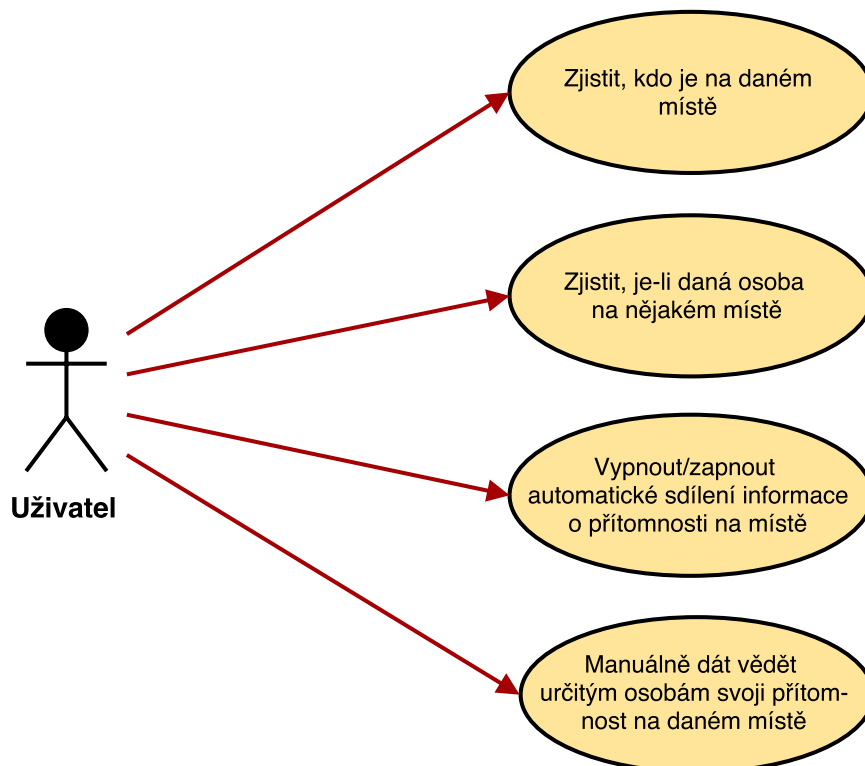 Zjistit, kdo je na daném
místě
Zjistit, je-li daná osoba
na nějakém místě
Uživatel
Vypnout/zapnout
automatické sdílení informace
o přítomnosti na místě
Manuálně dát vědět
určitým osobám svoji přítom-
nost na daném místě